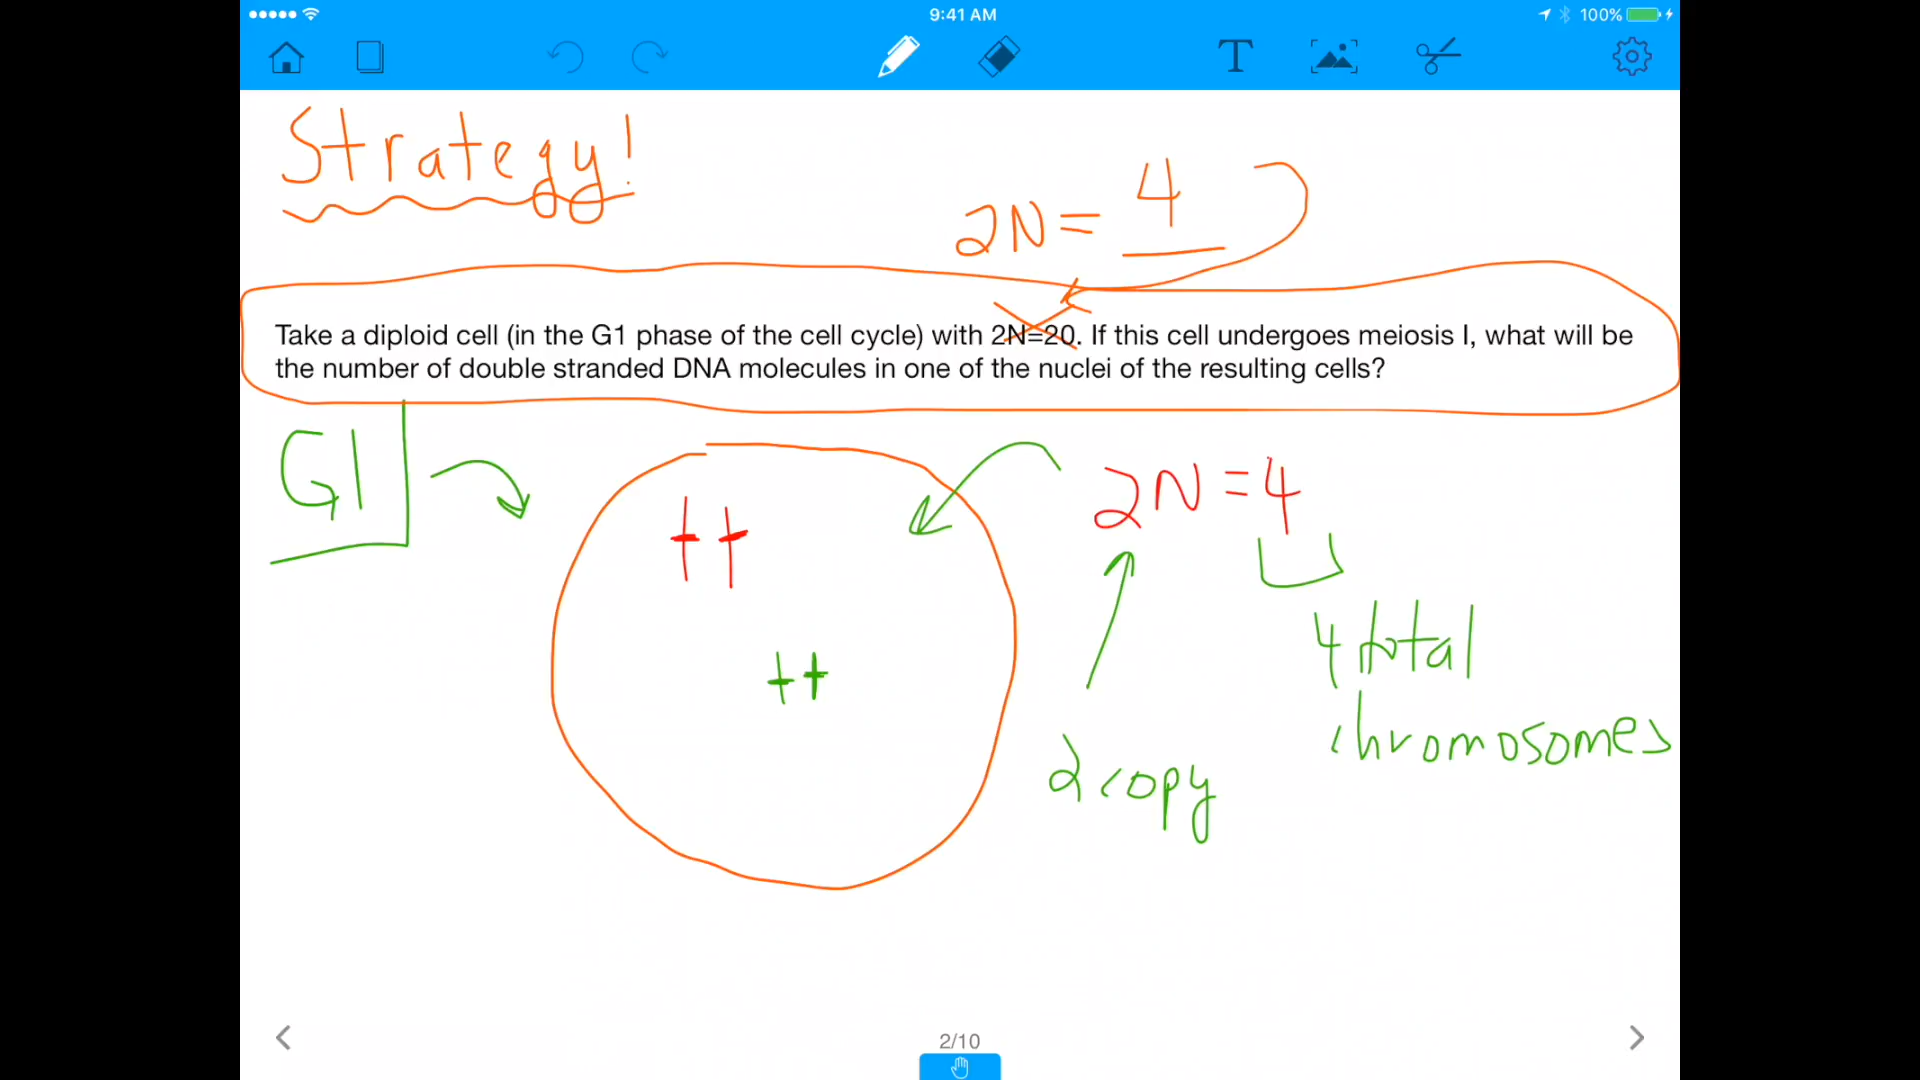 9:41 AM
100%
T
Strategy!
2N = 4
Take a diploid cell (in the G1 phase of the cell cycle) with 2N=20. If this cell undergoes meiosis I, what will be
the number of double stranded DNA molecules in one of the nuclei of the resulting cells?
G1
2N = 4
4 total
chromosomes
2 copy
2/10